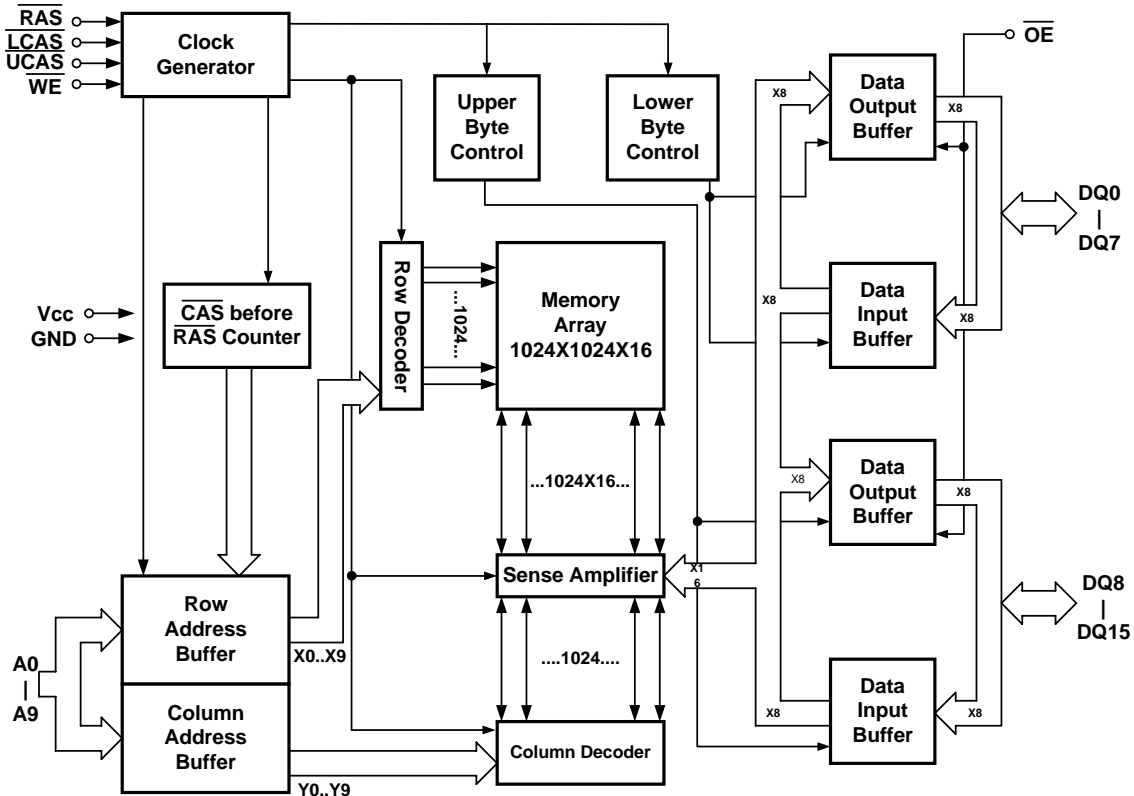 RAS
LCAS
UCAS
WE
Clock
Generator
OE
Upper
Byte
Control
Lower
Byte
Control
X8
Data
Output
Buffer
X8
DQ0
|
DQ7
Vcc
GND
CAS before
RAS Counter
Row Decoder
...1024...
Memory
Array
1024X1024X16
X8
Data
Input
Buffer
X8
...1024X16...
X8
Data
Output
Buffer
X8
Sense Amplifier
X1
6
DQ8
|
DQ15
A0
|
A9
Row
Address
Buffer
X0..X9
....1024....
Column
Address
Buffer
Y0..Y9
Column Decoder
X8
Data
Input
Buffer
X8